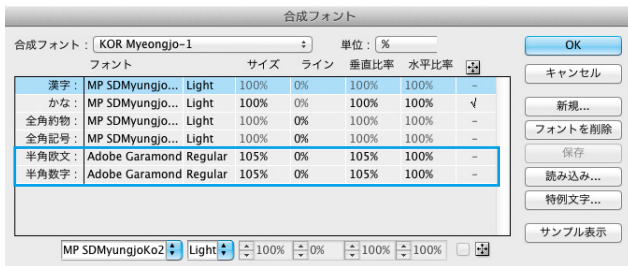 合成フォント
合成フォント： KOR Myeongjo-1 単位： % OK
フォント サイズ ライン 垂直比率 水平比率
漢字： MP SDMyungjo... Light 100% 0% 100% 100% – キャンセル
かな： MP SDMyungjo... Light 100% 0% 100% 100% √ 新規...
全角約物： MP SDMyungjo... Light 100% 0% 100% 100% –
全角記号： MP SDMyungjo... Light 100% 0% 100% 100% – フォントを削除
半角欧文： Adobe Garamond Regular 105% 0% 105% 100% – 保存
半角数字： Adobe Garamond Regular 105% 0% 105% 100% – 読み込み...
特例文字...
サンプル表示
MP SDMyungjoKo2 Light 100% 0% 100% 100%